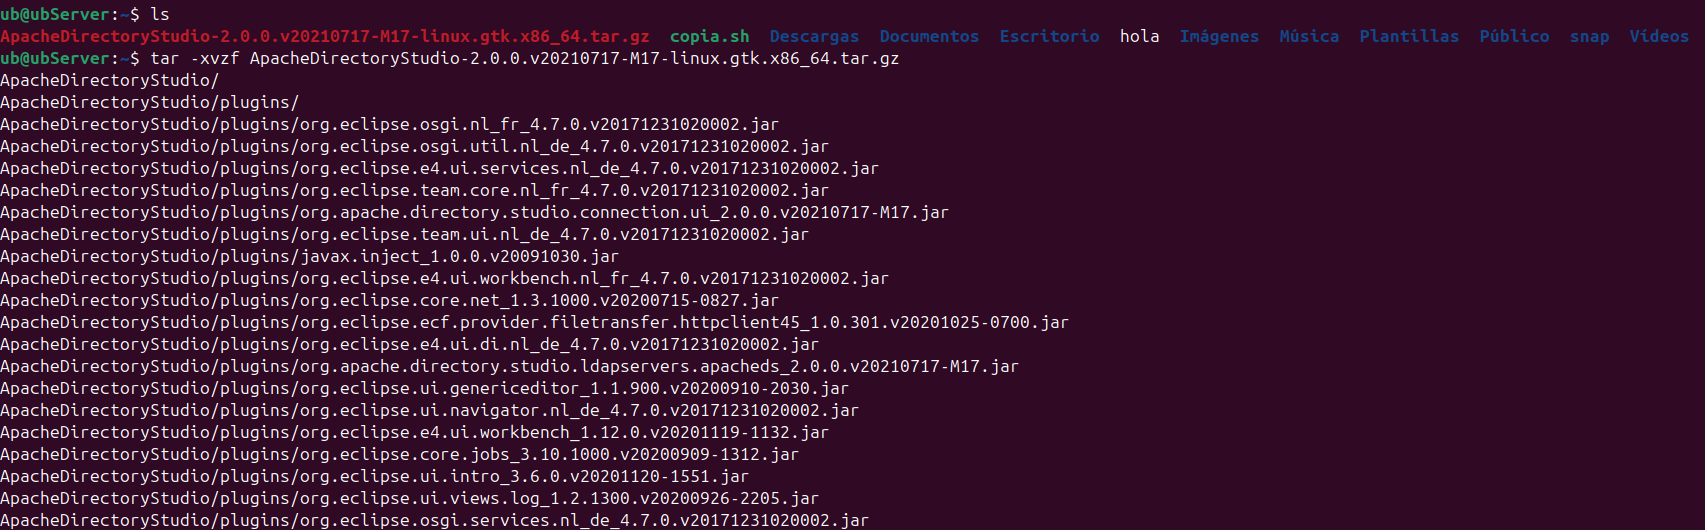 ub@ubServer:~$ ls
ApacheDirectoryStudio-2.0.0.v20210717-M17-linux.gtk.x86_64.tar.gz  copia.sh  Descargas  Documentos  Escritorio  hola  Imágenes  Música  Plantillas  Público  snap  Vídeos
ub@ubServer:~$ tar -xvzf ApacheDirectoryStudio-2.0.0.v20210717-M17-linux.gtk.x86_64.tar.gz
ApacheDirectoryStudio/
ApacheDirectoryStudio/plugins/
ApacheDirectoryStudio/plugins/org.eclipse.osgi.nl_fr_4.7.0.v20171231020002.jar
ApacheDirectoryStudio/plugins/org.eclipse.osgi.util.nl_de_4.7.0.v20171231020002.jar
ApacheDirectoryStudio/plugins/org.eclipse.e4.ui.services.nl_de_4.7.0.v20171231020002.jar
ApacheDirectoryStudio/plugins/org.eclipse.team.core.nl_fr_4.7.0.v20171231020002.jar
ApacheDirectoryStudio/plugins/org.apache.directory.studio.connection.ui_2.0.0.v20210717-M17.jar
ApacheDirectoryStudio/plugins/org.eclipse.team.ui.nl_de_4.7.0.v20171231020002.jar
ApacheDirectoryStudio/plugins/javax.inject_1.0.0.v20091030.jar
ApacheDirectoryStudio/plugins/org.eclipse.e4.ui.workbench.nl_fr_4.7.0.v20171231020002.jar
ApacheDirectoryStudio/plugins/org.eclipse.core.net_1.3.1000.v20200715-0827.jar
ApacheDirectoryStudio/plugins/org.eclipse.ecf.provider.filetransfer.httpclient45_1.0.301.v20201025-0700.jar
ApacheDirectoryStudio/plugins/org.eclipse.e4.ui.di.nl_de_4.7.0.v20171231020002.jar
ApacheDirectoryStudio/plugins/org.apache.directory.studio.ldapservers.apacheds_2.0.0.v20210717-M17.jar
ApacheDirectoryStudio/plugins/org.eclipse.ui.genericeditor_1.1.900.v20200910-2030.jar
ApacheDirectoryStudio/plugins/org.eclipse.ui.navigator.nl_de_4.7.0.v20171231020002.jar
ApacheDirectoryStudio/plugins/org.eclipse.e4.ui.workbench_1.12.0.v20201119-1132.jar
ApacheDirectoryStudio/plugins/org.eclipse.core.jobs_3.10.1000.v20200909-1312.jar
ApacheDirectoryStudio/plugins/org.eclipse.ui.intro_3.6.0.v20201120-1551.jar
ApacheDirectoryStudio/plugins/org.eclipse.ui.views.log_1.2.1300.v20200926-2205.jar
ApacheDirectoryStudio/plugins/org.eclipse.osgi.services.nl_de_4.7.0.v20171231020002.jar